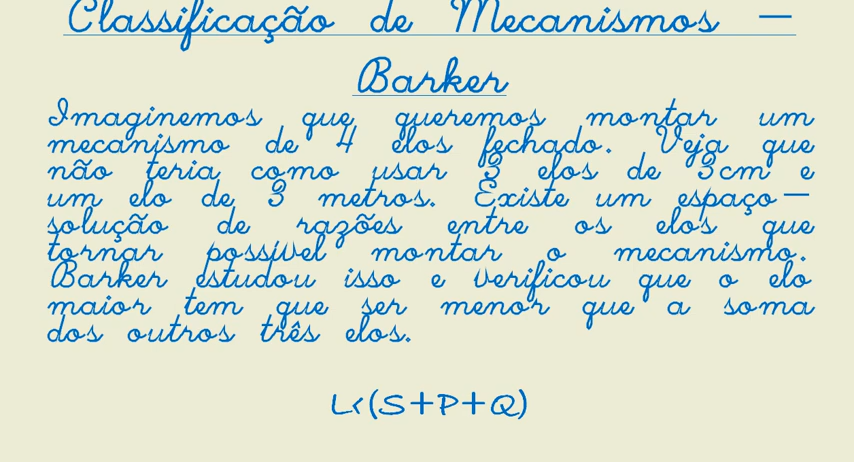 Classificação de Mecanismos –
Barker
Imaginemos que queremos montar um
mecanismo de 4 elos fechado. Veja que
não teria como usar 3 elos de 3cm e
um elo de 3 metros. Existe um espaço-
solução de razões entre os elos que
tornar possível montar o mecanismo.
Barker estudou isso e verificou que o elo
maior tem que ser menor que a soma
dos outros três elos.
L<(S+P+Q)